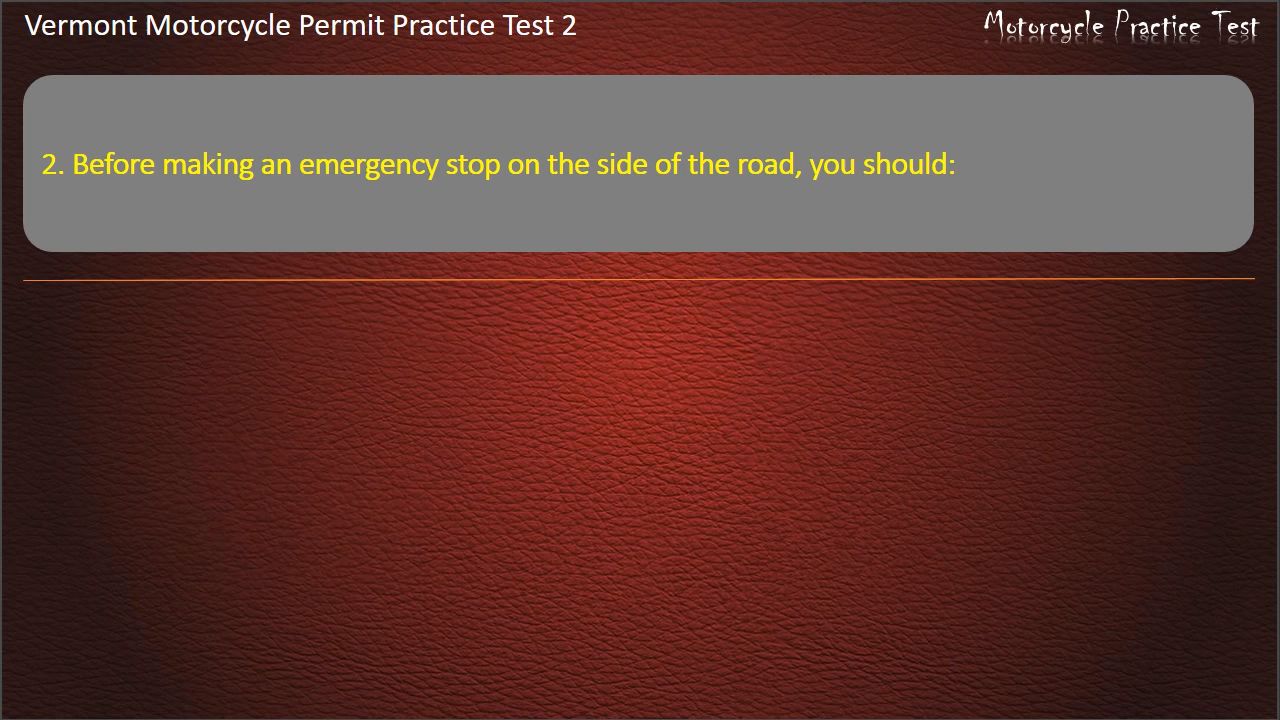 Vermont Motorcycle Permit Practice Test 2
Motorcycle Practice Test
2. Before making an emergency stop on the side of the road, you should: